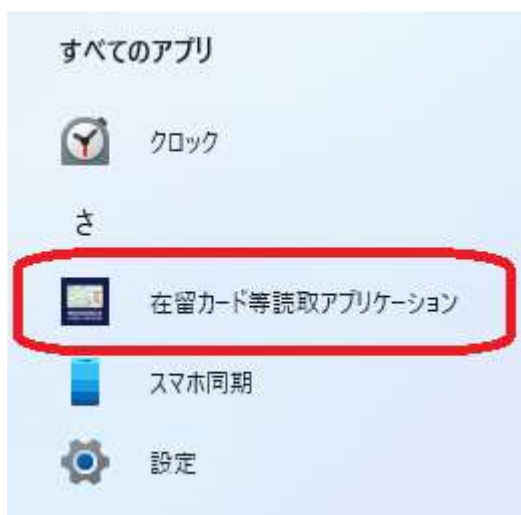 すべてのアプリ
クロック
さ
在留カード等読取アプリケーション
スマホ同期
設定